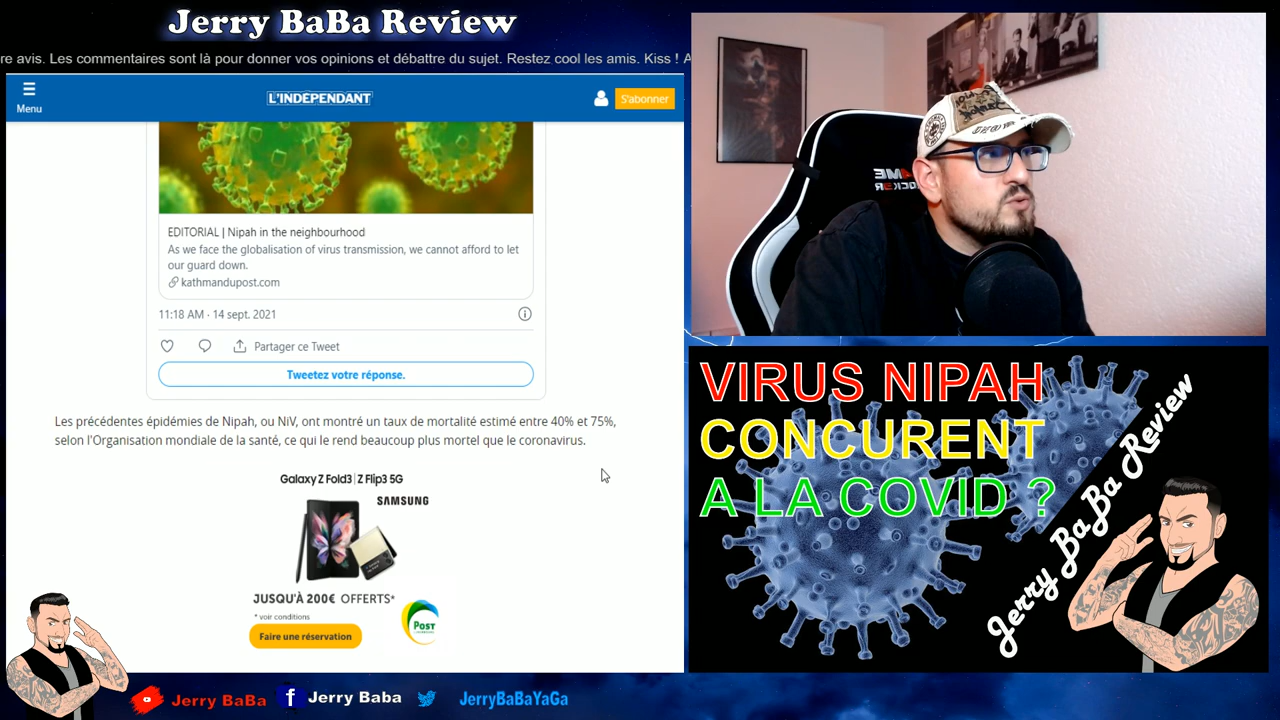 Jerry BaBa Review
re avis. Les commentaires sont là pour donner vos opinions et débattre du sujet. Restez cool les amis. Kiss ! A
Menu
L'INDÉPENDANT
S'abonner
EDITORIAL | Nipah in the neighbourhood
As we face the globalisation of virus transmission, we cannot afford to let
our guard down.
kathmandupost.com
11:18 AM · 14 sept. 2021
Partager ce Tweet
Tweetez votre réponse.
Les précédentes épidémies de Nipah, ou NiV, ont montré un taux de mortalité estimé entre 40% et 75%,
selon l'Organisation mondiale de la santé, ce qui le rend beaucoup plus mortel que le coronavirus.
Galaxy Z Fold3 | Z Flip3 5G
SAMSUNG
JUSQU'À 200€ OFFERTS*
* voir conditions
Faire une réservation
POST
VIRUS NIPAH
CONCURENT
A LA COVID ?
Jerry BaBa Review
Jerry BaBa
f Jerry Baba
JerryBaBaYaGa